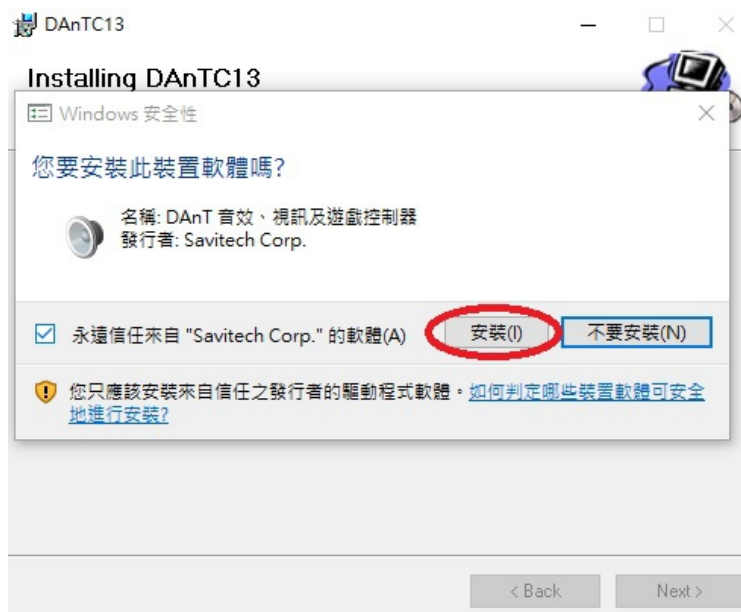 DAnTC13
Installing DAnTC13
Windows 安全性
您要安裝此裝置軟體嗎?
名稱: DAnT 音效、視訊及遊戲控制器
發行者: Savitech Corp.
永遠信任來自 "Savitech Corp." 的軟體(A)
安裝(I)
不要安裝(N)
您只應該安裝來自信任之發行者的驅動程式軟體。如何判定哪些裝置軟體可安全
地進行安裝?
< Back
Next >